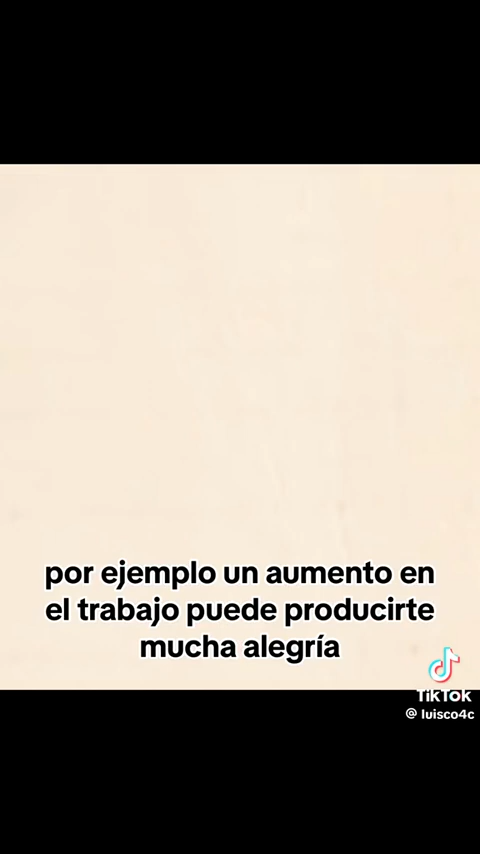 por ejemplo un aumento en
el trabajo puede producirte
mucha alegría
TikTok
@ luisco4c